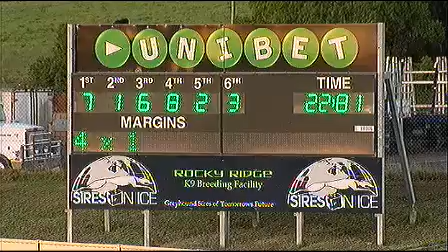 UNIBET
1ST 2ND 3RD 4TH 5TH 6TH TIME
7 1 6 8 2 3 22:81
MARGINS
4 x 1
ROCKY RIDGE
K9 Breeding Facility
SIRES ON ICE SIRES ON ICE
Greyhound Sires of Tomorrows Future